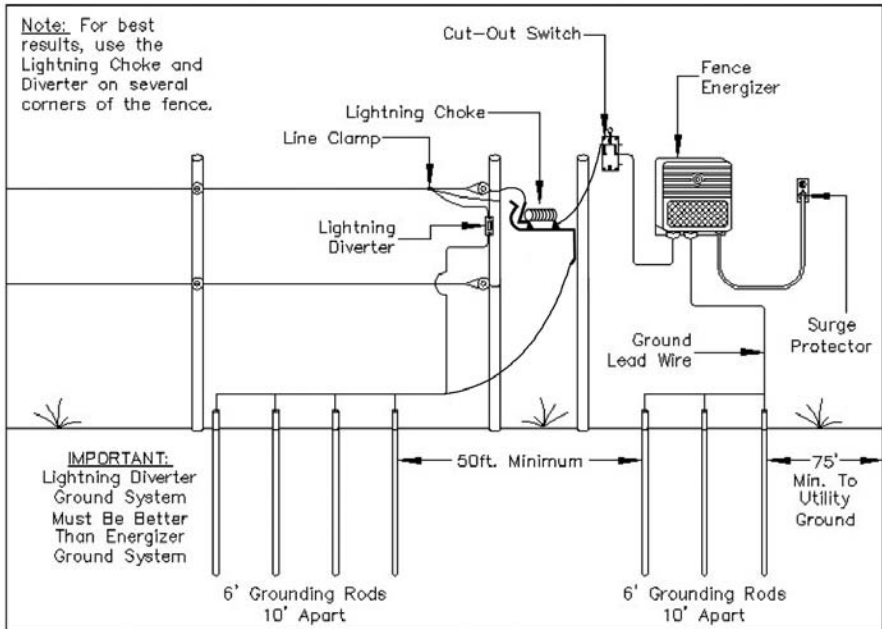 Note: For best
results, use the
Lightning Choke and
Diverter on several
corners of the fence.
Cut-Out Switch
Fence
Energizer
Lightning Choke
Line Clamp
Lightning
Diverter
Surge
Protector
Ground
Lead Wire
IMPORTANT:
Lightning Diverter
Ground System
Must Be Better
Than Energizer
Ground System
50ft. Minimum
75'
Min. To
Utility
Ground
6' Grounding Rods
10' Apart
6' Grounding Rods
10' Apart